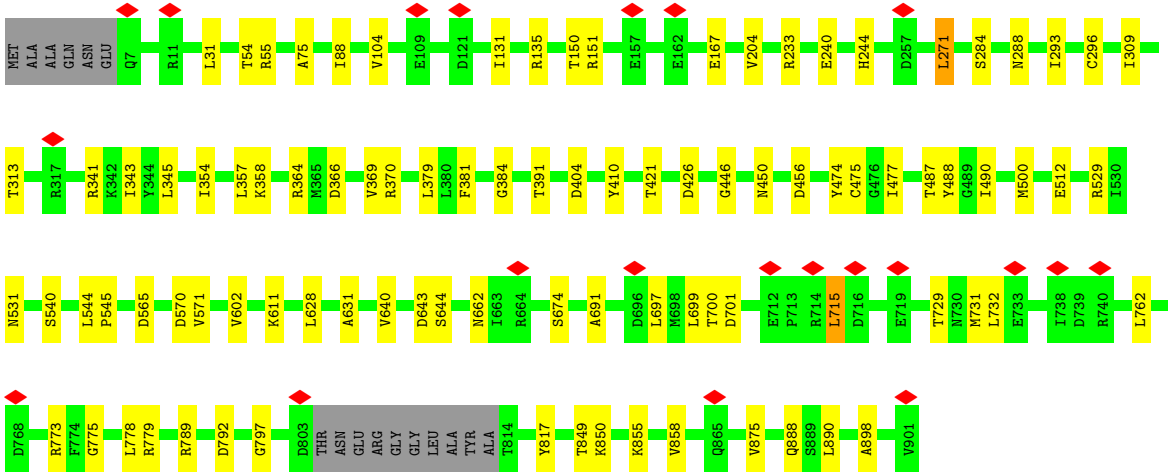 MET ALA ALA GLN ASN GLU Q7 R11 L31 T54 R55 A75 I88 V104 E109 D121 I131 R135 T150 R151 E157 E162 E167 V204 R233 E240 H244 D257 L271 S284 N288 I293 C296 I309
T313 R317 R341 K342 I343 Y344 L345 I354 L357 K358 R364 M365 D366 V369 R370 L379 L380 F381 G384 T391 D404 Y410 T421 D426 G446 N450 D456 Y474 C475 G476 I477 T487 Y488 G489 I490 M500 E512 R529 I530
N531 S540 L544 P545 D565 D570 V571 V602 K611 L628 A631 V640 D643 S644 N662 I663 R664 S674 A691 D696 L697 M698 L699 T700 D701 E712 P713 R714 L715 D716 E719 T729 N730 M731 L732 E733 I738 D739 R740 L762
D768 R773 F774 G775 L778 R779 R789 D792 G797 D803 THR ASN GLU ARG GLY GLY LEU ALA TYR ALA T814 Y817 T849 K850 K855 V858 Q865 V875 Q888 S889 L890 A898 V901